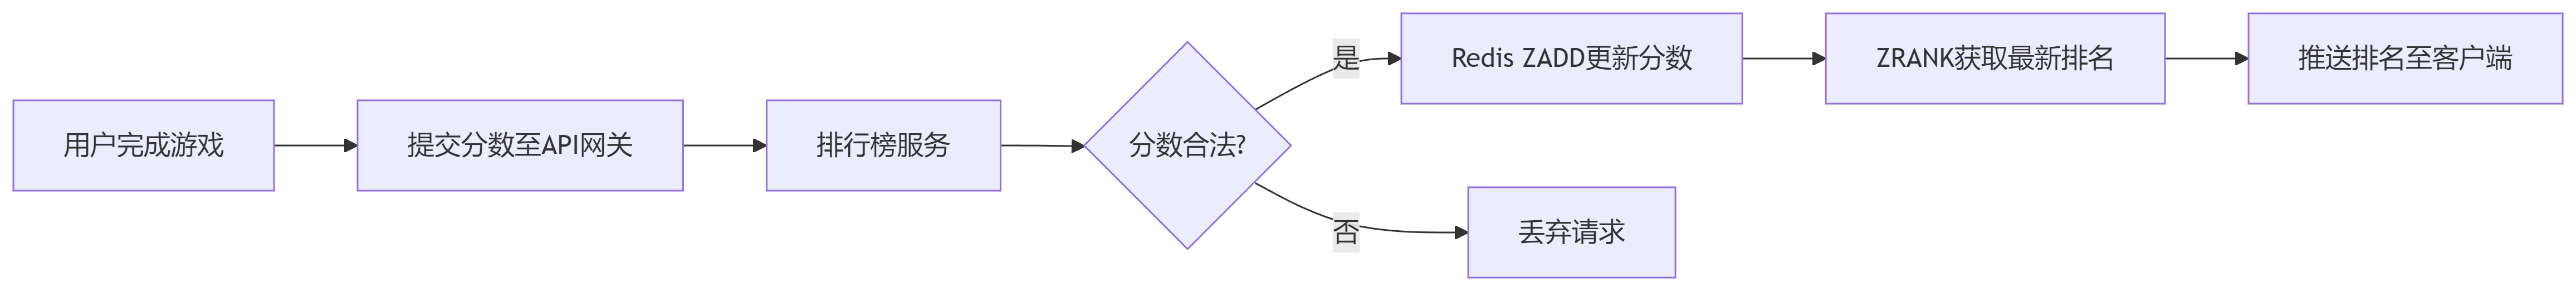 用户完成游戏
提交分数至API网关
排行榜服务
分数合法?
是
Redis ZADD更新分数
ZRANK获取最新排名
推送排名至客户端
否
丢弃请求